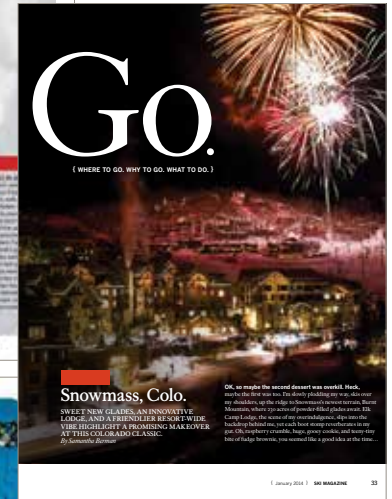 Go.
{ WHERE TO GO. WHY TO GO. WHAT TO DO. }
Snowmass, Colo.
SWEET NEW GLADES, AN INNOVATIVE
LODGE, AND A FRIENDLIER RESORT-WIDE
VIBE HIGHLIGHT A PROMISING MAKEOVER
AT THIS COLORADO CLASSIC.
By Samantha Berman
OK, so maybe the second dessert was overkill. Heck,
maybe the first was too. I'm slowly plodding my way, skis over
my shoulders, up the ridge to Snowmass's newest terrain, Burnt
Mountain, where 230 acres of powder-filled glades await. Elk
Camp Lodge, the scene of my overindulgence, slips into the
backdrop behind me, yet each boot stomp reverberates in my
gut. Oh, raspberry crumble, huge, gooey cookie, and teeny-tiny
bite of fudge brownie, you seemed like a good idea at the time...
{ January 2014 } SKI MAGAZINE 33